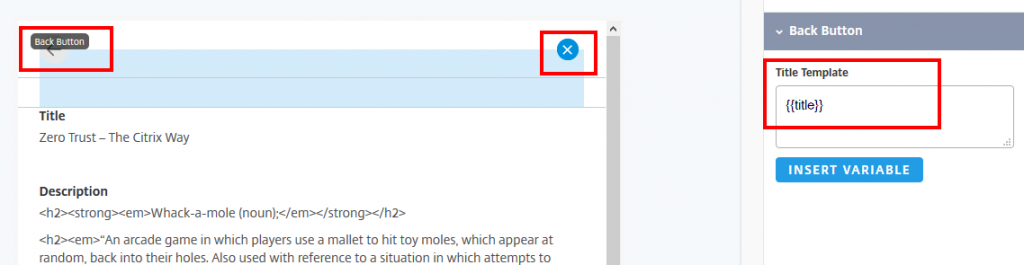 Back Button
Title
Zero Trust – The Citrix Way
Description
<h2><strong><em>Whack-a-mole (noun);</em></strong></h2>
<h2><em>“An arcade game in which players use a mallet to hit toy moles, which appear at
random, back into their holes. Also used with reference to a situation in which attempts to
Back Button
Title Template
{{title}}
INSERT VARIABLE